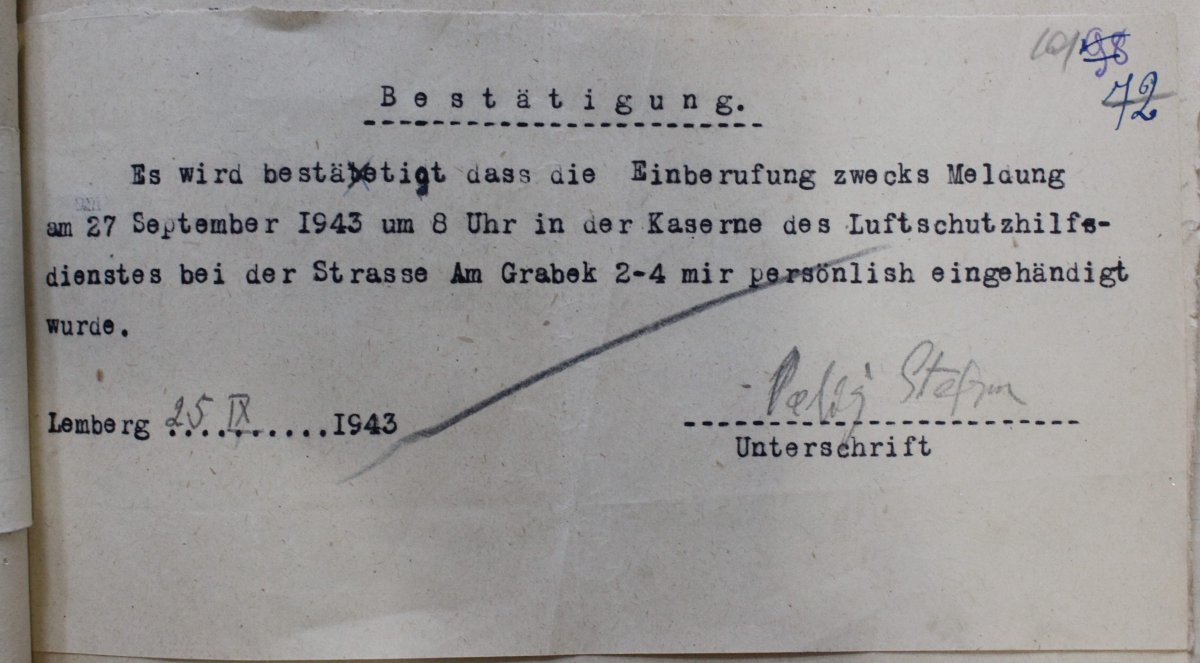 98
72
Bestätigung.
Es wird bestätigt dass die Einberufung zwecks Meldung
am 27 September 1943 um 8 Uhr in der Kaserne des Luftschutzhilfs-
dienstes bei der Strasse Am Grabek 2-4 mir persönlish eingehändigt
wurde.
Lemberg 25 IX 1943
Stefan
Unterschrift